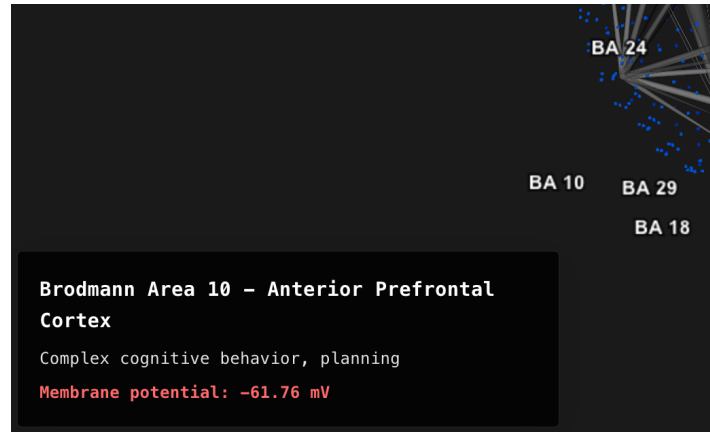 BA 24
BA 10
BA 29
BA 18
Brodmann Area 10 – Anterior Prefrontal
Cortex
Complex cognitive behavior, planning
Membrane potential: −61.76 mV